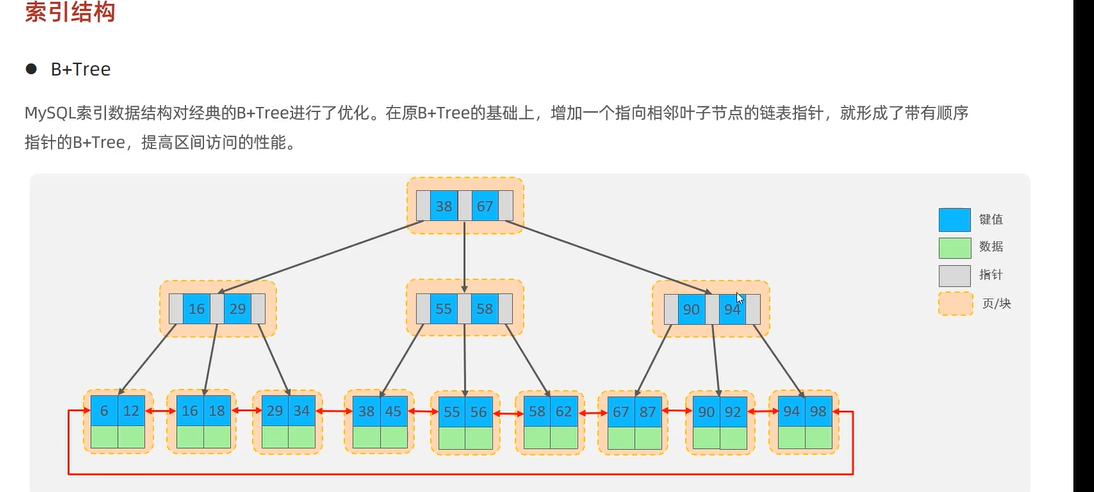 索引结构
● B+Tree
MySQL索引数据结构对经典的B+Tree进行了优化。在原B+Tree的基础上，增加一个指向相邻叶子节点的链表指针，就形成了带有顺序
指针的B+Tree，提高区间访问的性能。
38 67
键值
数据
指针
页/块
16 29 55 58 90 94
6 12 16 18 29 34 38 45 55 56 58 62 67 87 90 92 94 98